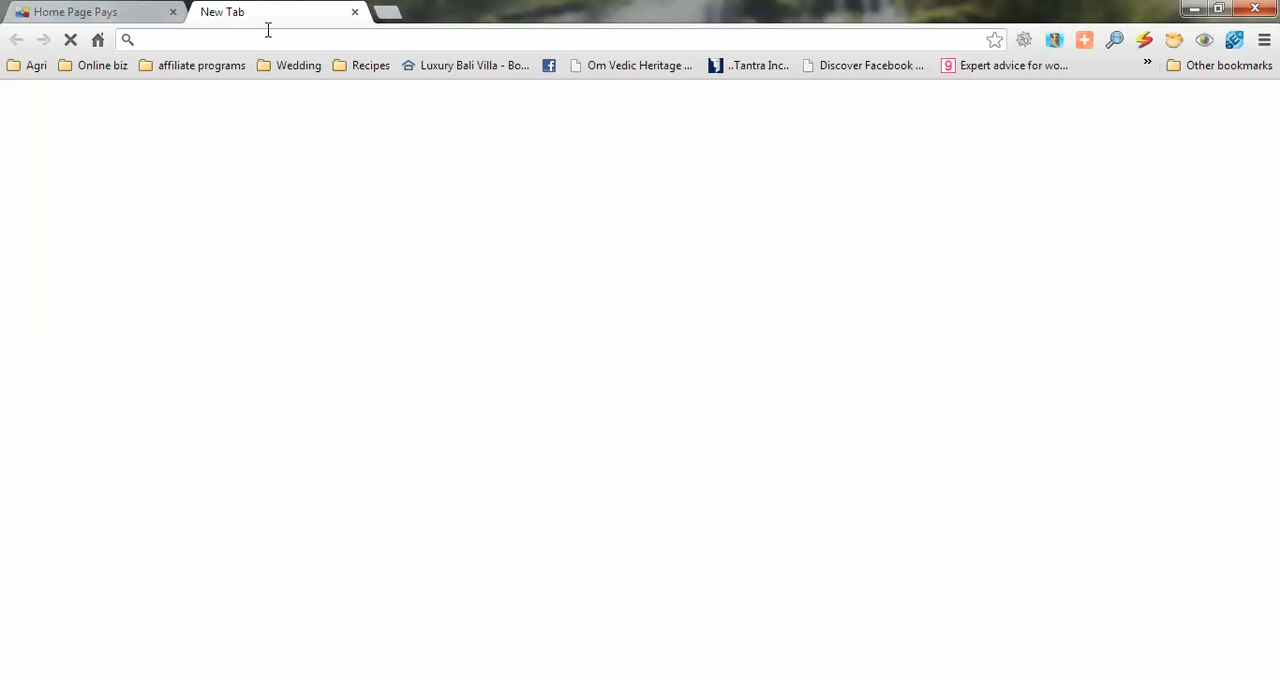 Home Page Pays
New Tab
Agri Online biz affiliate programs Wedding Recipes Luxury Bali Villa - Bo... Om Vedic Heritage ... ..Tantra Inc.. Discover Facebook ... 9 Expert advice for wo... » Other bookmarks